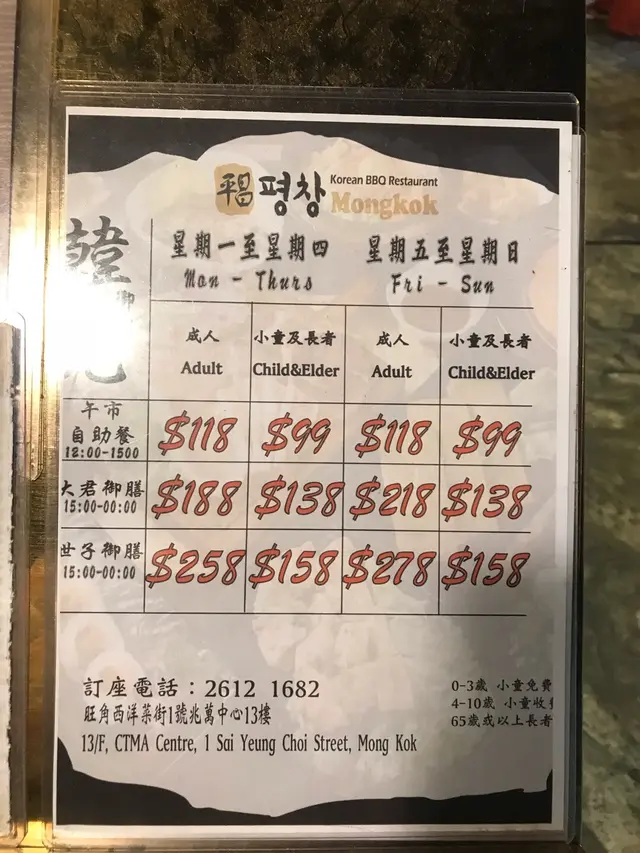 平昌 평창 Korean BBQ Restaurant
Mongkok
韓
星期一至星期四 星期五至星期日
Mon - Thurs Fri - Sun
成人 小童及長者 成人 小童及長者
Adult Child&Elder Adult Child&Elder
午市
自助餐
12:00-1500
$118 $99 $118 $99
大君御膳
15:00-00:00
$188 $138 $218 $138
世子御膳
15:00-00:00
$258 $158 $278 $158
訂座電話：2612 1682
旺角西洋菜街1號兆萬中心13樓
13/F, CTMA Centre, 1 Sai Yeung Choi Street, Mong Kok
0-3歲 小童免費
4-10歲 小童收費
65歲或以上長者